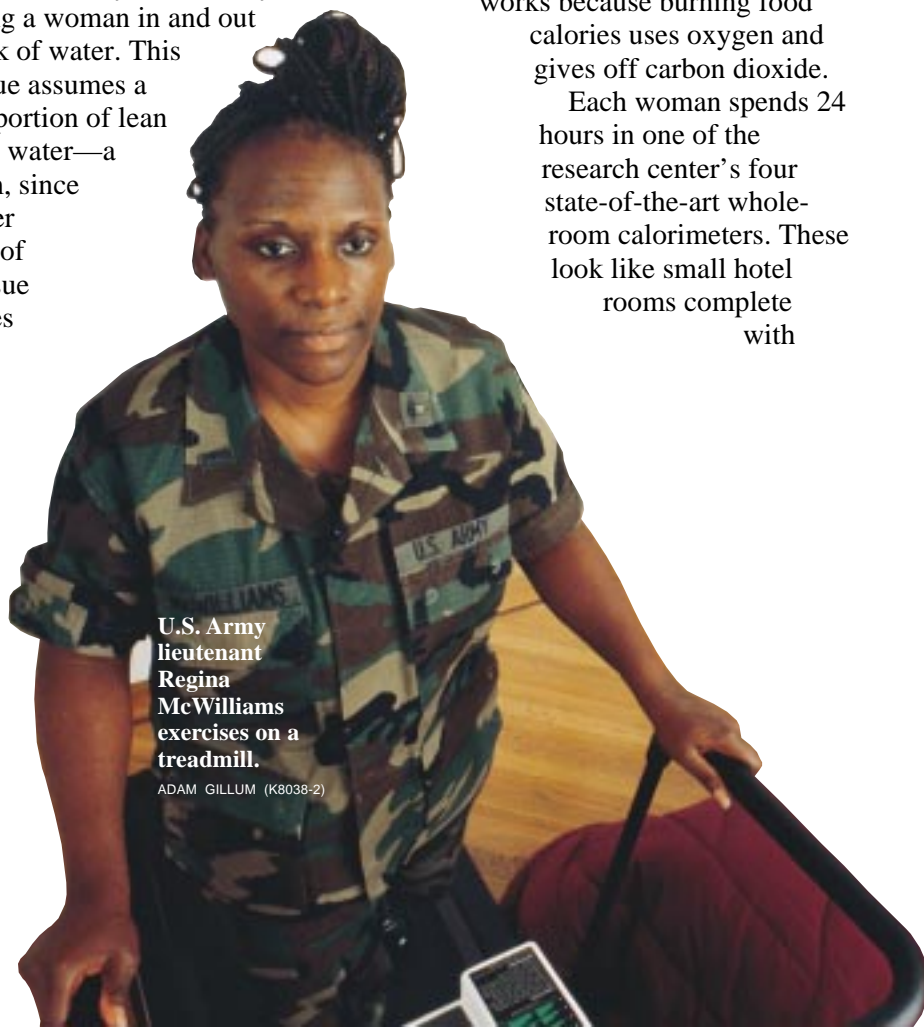 g a woman in and out
k of water. This
ue assumes a
portion of lean
water—a
, since
er
of
ue
es
works because burning food
calories uses oxygen and
gives off carbon dioxide.
Each woman spends 24
hours in one of the
research center's four
state-of-the-art whole-
room calorimeters. These
look like small hotel
rooms complete
with
U.S. ARMY
WILLIAMS
U.S. Army
lieutenant
Regina
McWilliams
exercises on a
treadmill.
ADAM GILLUM (K8038-2)